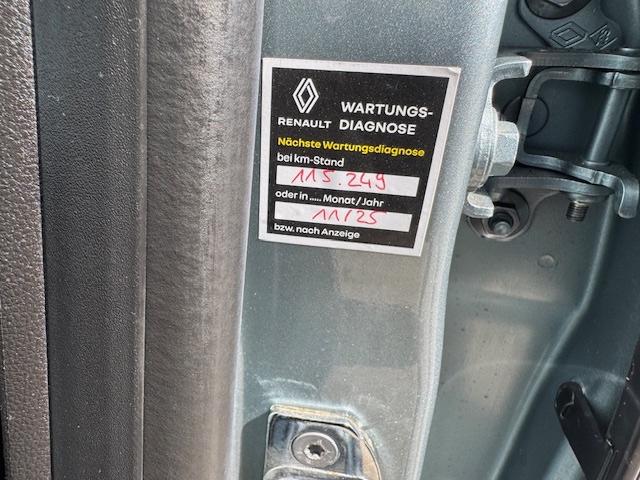 RENAULT
WARTUNGS-
DIAGNOSE
Nächste Wartungsdiagnose
bei km-Stand
115.249
oder in ..... Monat/Jahr
11/25
bzw. nach Anzeige